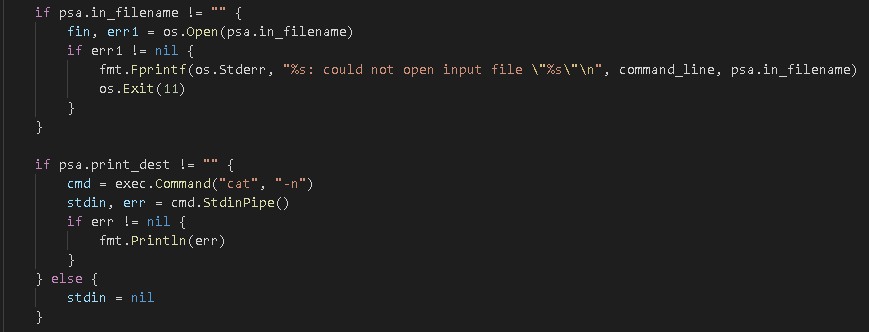 if psa.in_filename != "" {
    fin, err1 = os.Open(psa.in_filename)
    if err1 != nil {
        fmt.Fprintf(os.Stderr, "%s: could not open input file \"%s\"\n", command_line, psa.in_filename)
        os.Exit(11)
    }
}

if psa.print_dest != "" {
    cmd = exec.Command("cat", "-n")
    stdin, err = cmd.StdinPipe()
    if err != nil {
        fmt.Println(err)
    }
} else {
    stdin = nil
}